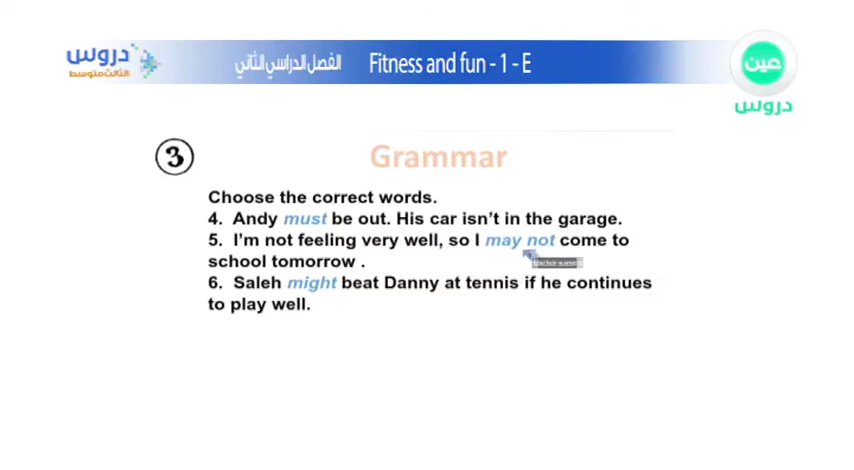 دروس
الثالث متوسط
الفصل الدراسي الثاني
Fitness and fun - 1 - E
عين
دروس
3
Grammar
Choose the correct words.
4. Andy must be out. His car isn't in the garage.
5. I'm not feeling very well, so I may not come to
school tomorrow .
6. Saleh might beat Danny at tennis if he continues
to play well.